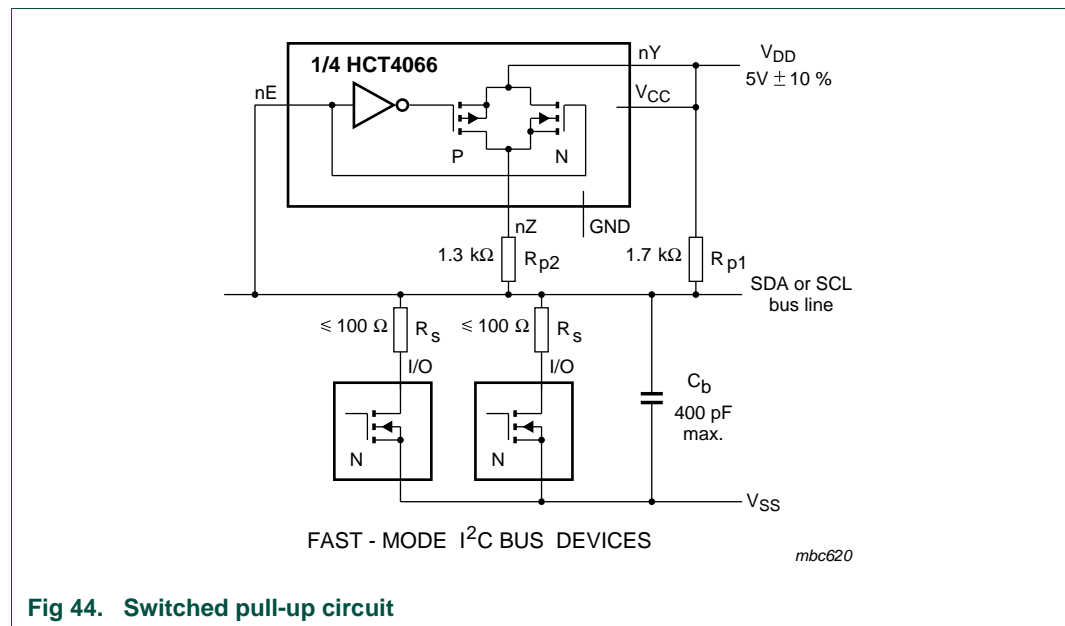 1/4 HCT4066
nY
V_DD
5V ± 10 %
V_CC
nE
P
N
nZ
GND
1.3 kΩ
R_p2
1.7 kΩ
R_p1
SDA or SCL
bus line
≤ 100 Ω
R_s
≤ 100 Ω
R_s
I/O
I/O
C_b
400 pF
max.
N
N
V_SS
FAST - MODE I²C BUS DEVICES
mbc620
Fig 44. Switched pull-up circuit